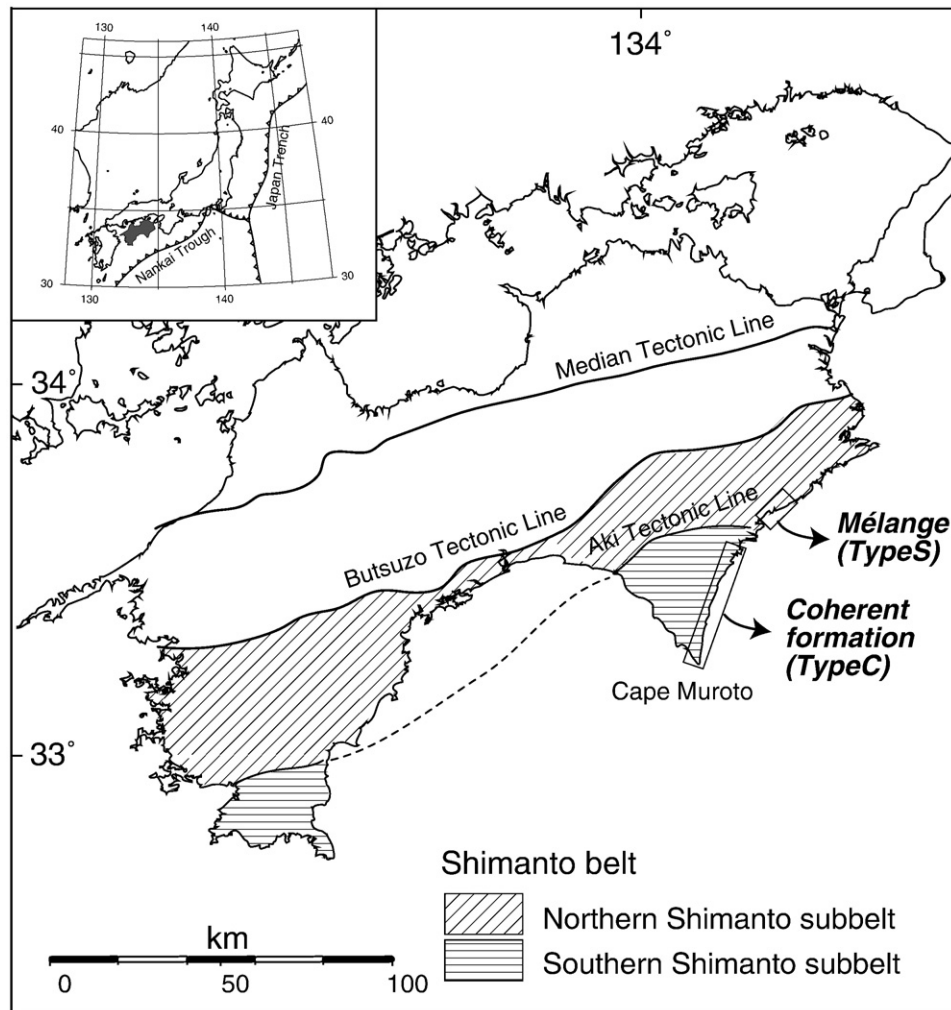 134°
130
140
40
40
Japan Trench
Nankai Trough
30
30
130
140
Median Tectonic Line
34°
Butsuzo Tectonic Line
Aki Tectonic Line
Mélange
(TypeS)
Coherent
formation
(TypeC)
Cape Muroto
33°
Shimanto belt
Northern Shimanto subbelt
Southern Shimanto subbelt
km
0
50
100